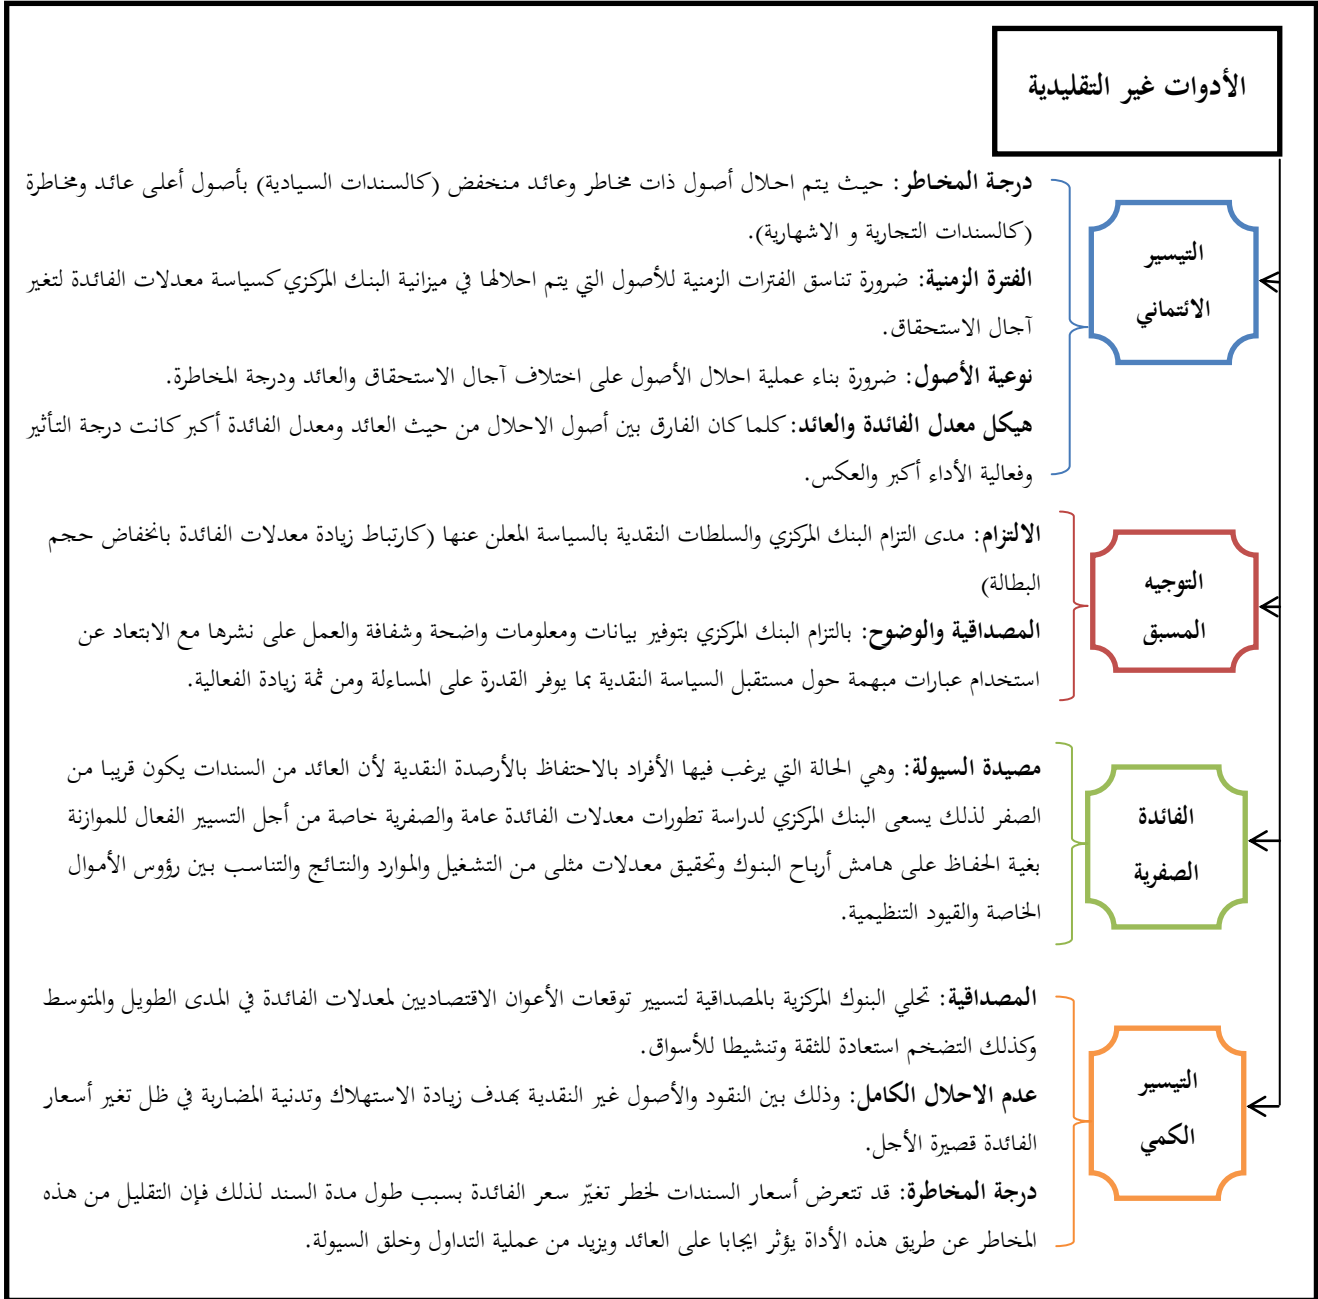 الأدوات غير التقليدية
التيسير
الائتماني
درجة المخاطر: حيث يتم احلال أصول ذات مخاطر وعائد منخفض (كالسندات السيادية) بأصول أعلى عائد ومخاطرة
(كالسندات التجارية و الاشهارية).
الفترة الزمنية: ضرورة تناسق الفترات الزمنية للأصول التي يتم احلالها في ميزانية البنك المركزي كسياسة معدلات الفائدة لتغير
آجال الاستحقاق.
نوعية الأصول: ضرورة بناء عملية احلال الأصول على اختلاف آجال الاستحقاق والعائد ودرجة المخاطرة.
هيكل معدل الفائدة والعائد: كلما كان الفارق بين أصول الاحلال من حيث العائد ومعدل الفائدة أكبر كانت درجة التأثير
وفعالية الأداء أكبر والعكس.
التوجيه
المسبق
الالتزام: مدى التزام البنك المركزي والسلطات النقدية بالسياسة المعلن عنها (كارتباط زيادة معدلات الفائدة بانخفاض حجم
البطالة)
المصداقية والوضوح: بالتزام البنك المركزي بتوفير بيانات ومعلومات واضحة وشفافة والعمل على نشرها مع الابتعاد عن
استخدام عبارات مبهمة حول مستقبل السياسة النقدية بما يوفر القدرة على المساءلة ومن ثمة زيادة الفعالية.
الفائدة
الصفرية
مصيدة السيولة: وهي الحالة التي يرغب فيها الأفراد بالاحتفاظ بالأرصدة النقدية لأن العائد من السندات يكون قريبا من
الصفر لذلك يسعى البنك المركزي لدراسة تطورات معدلات الفائدة عامة والصفرية خاصة من أجل التسيير الفعال للموازنة
بغية الحفاظ على هامش أرباح البنوك وتحقيق معدلات مثلى من التشغيل والموارد والنتائج والتناسب بين رؤوس الأموال
الخاصة والقيود التنظيمية.
التيسير
الكمي
المصداقية: تحلي البنوك المركزية بالمصداقية لتسيير توقعات الأعوان الاقتصاديين لمعدلات الفائدة في المدى الطويل والمتوسط
وكذلك التضخم استعادة للثقة وتنشيطا للأسواق.
عدم الاحلال الكامل: وذلك بين النقود والأصول غير النقدية بهدف زيادة الاستهلاك وتدنية المضاربة في ظل تغير أسعار
الفائدة قصيرة الأجل.
درجة المخاطرة: قد تتعرض أسعار السندات لخطر تغيّر سعر الفائدة بسبب طول مدة السند لذلك فإن التقليل من هذه
المخاطر عن طريق هذه الأداة يؤثر ايجابا على العائد ويزيد من عملية التداول وخلق السيولة.